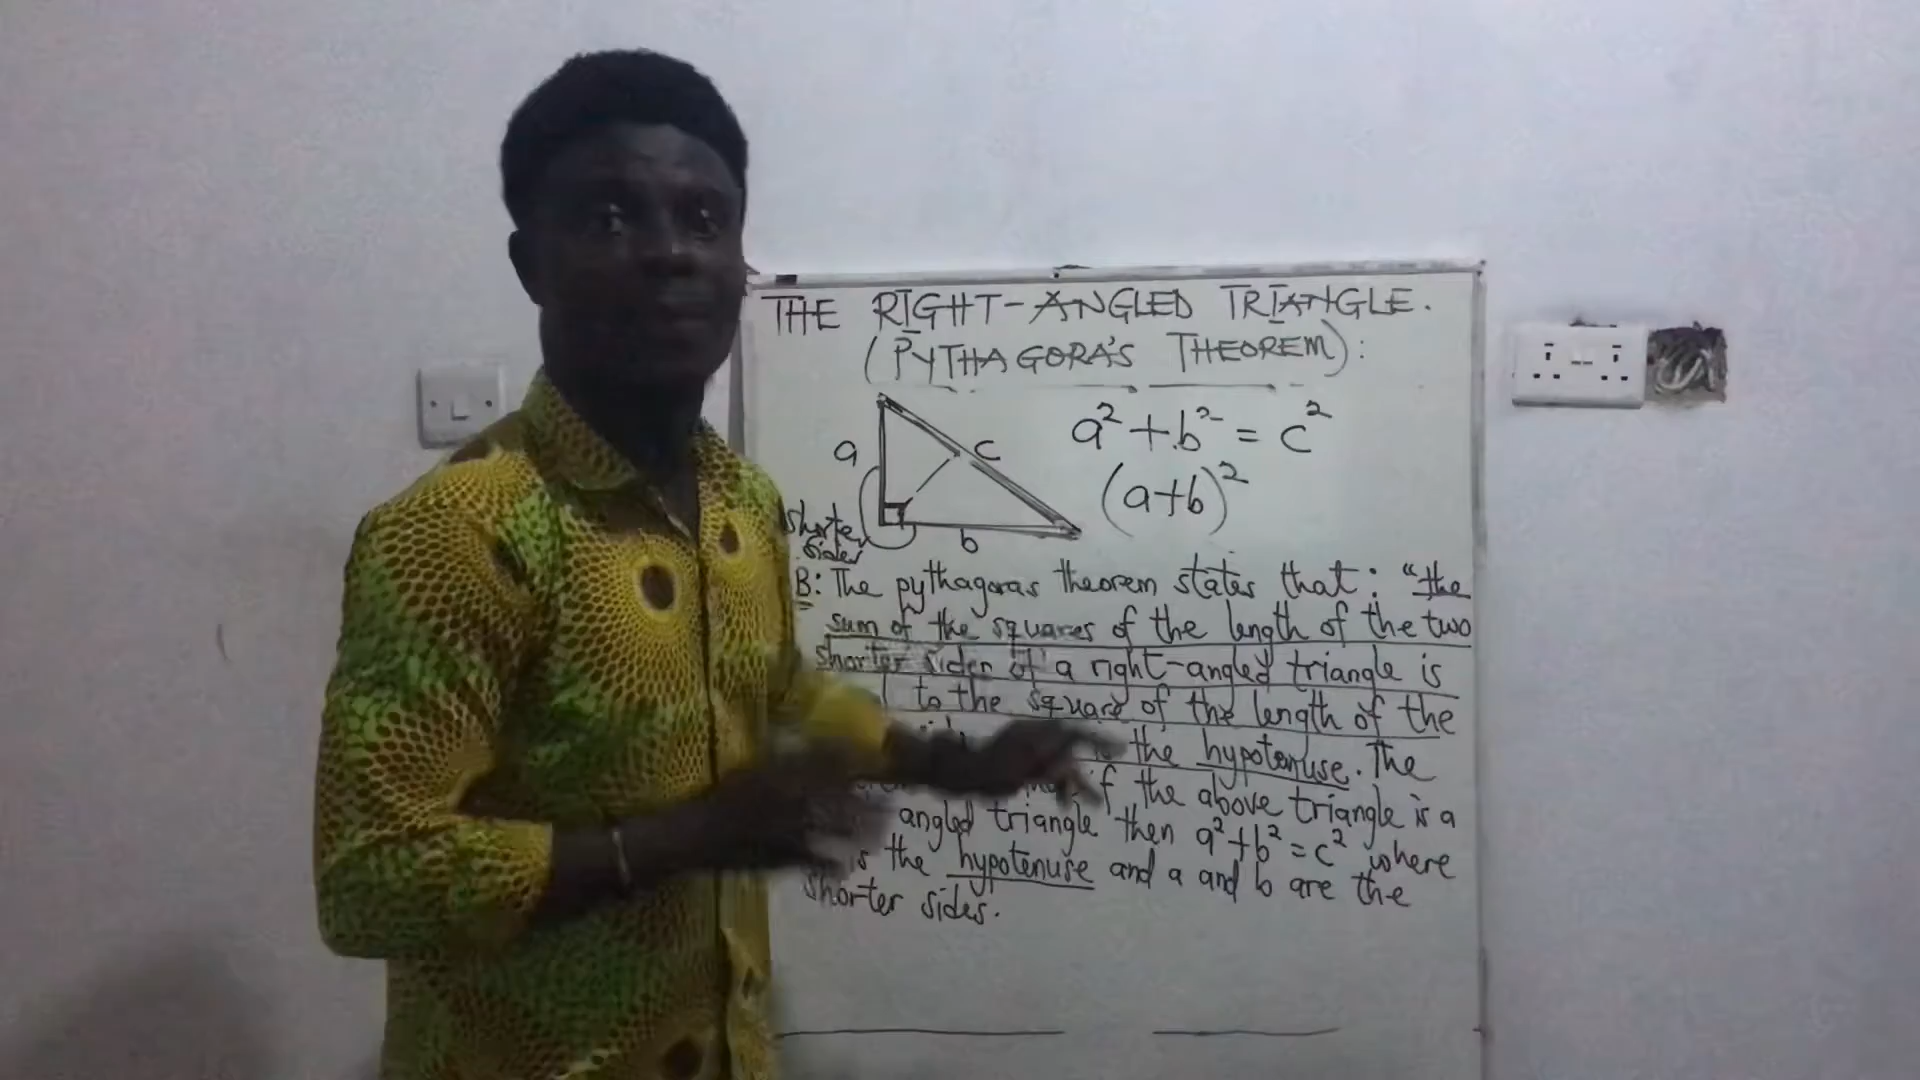 THE RIGHT-ANGLED TRIANGLE.
(PYTHAGORA'S THEOREM):
a² + b² = c²
a
c
(a+b)²
shorter
sides
b
B: The pythagoras theorem states that: "the
sum of the squares of the length of the two
shorter sides of a right-angled triangle is
to the square of the length of the
the hypotenuse. The
if the above triangle is a
angled triangle then a²+b²=c² where
is the hypotenuse and a and b are the
shorter sides.